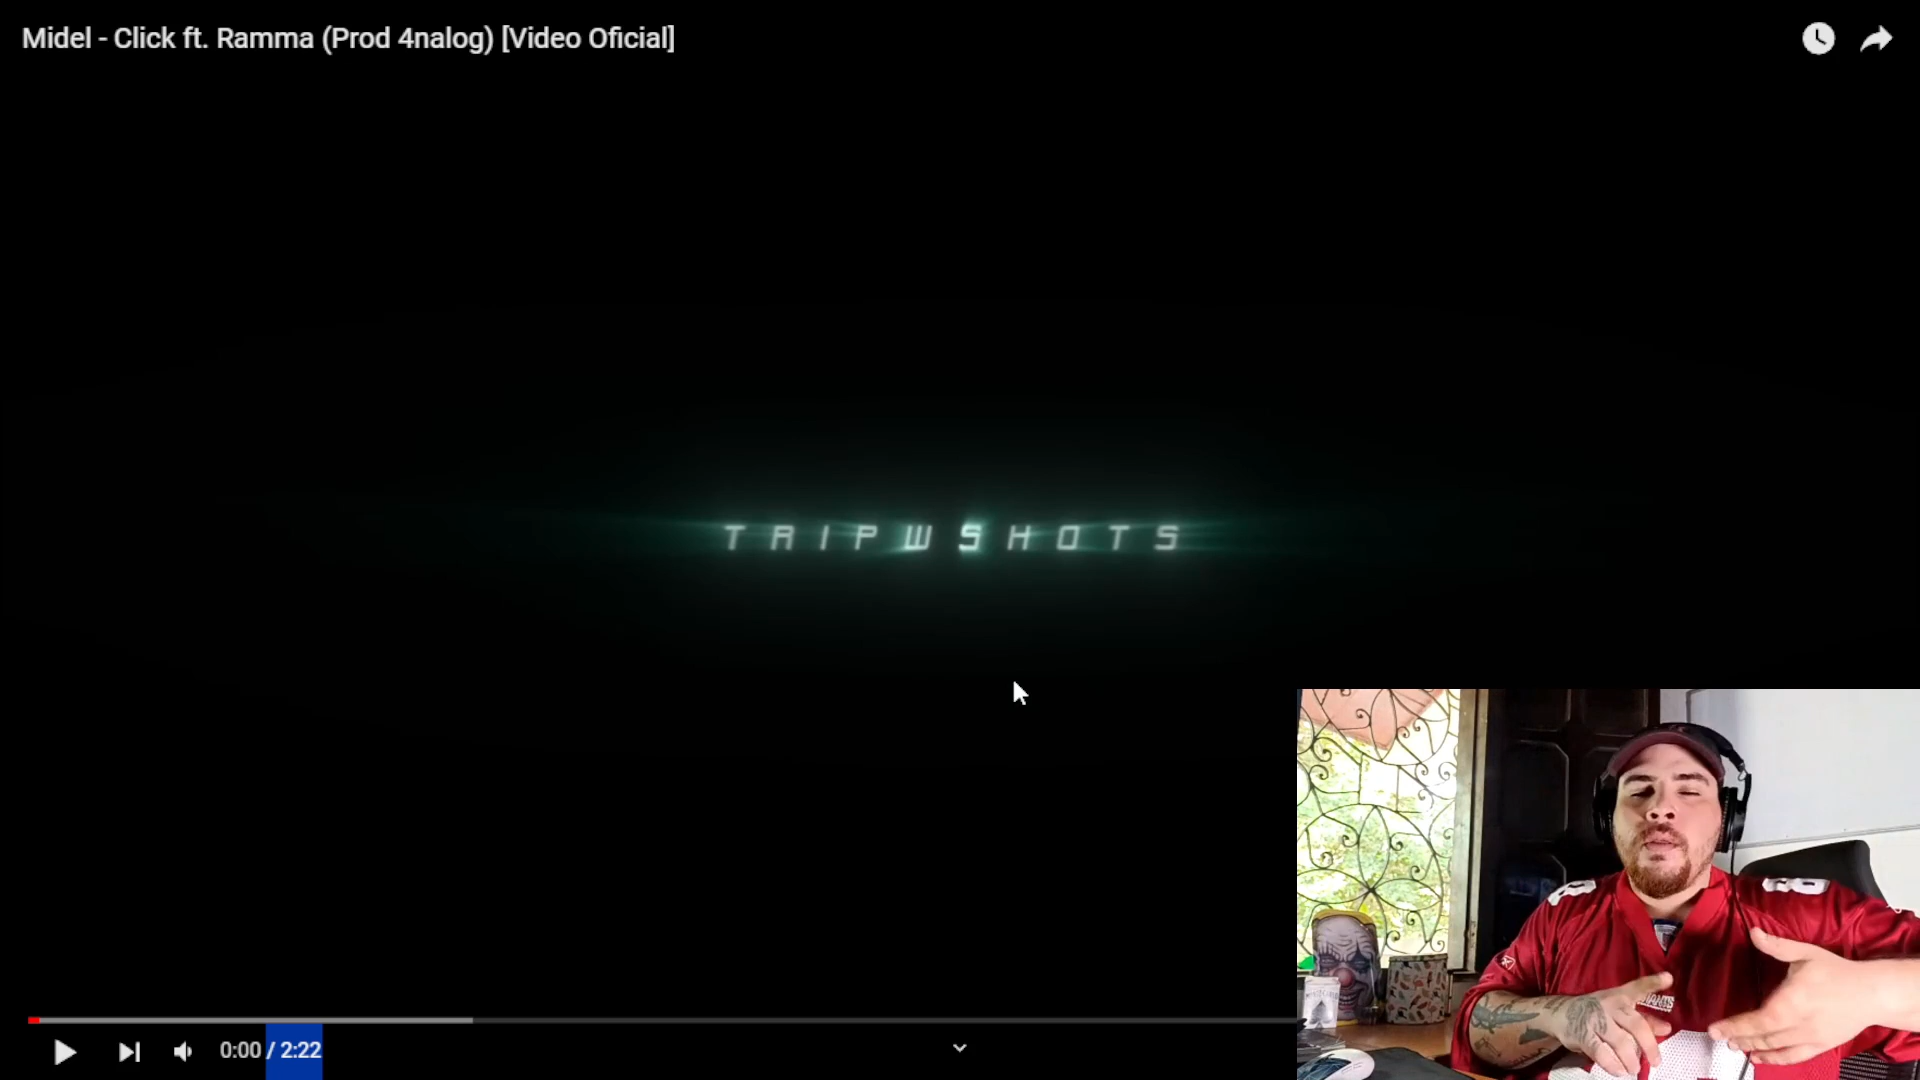 Midel - Click ft. Ramma (Prod 4nalog) [Video Oficial]
TRIPWSHOTS
0:00 / 2:22